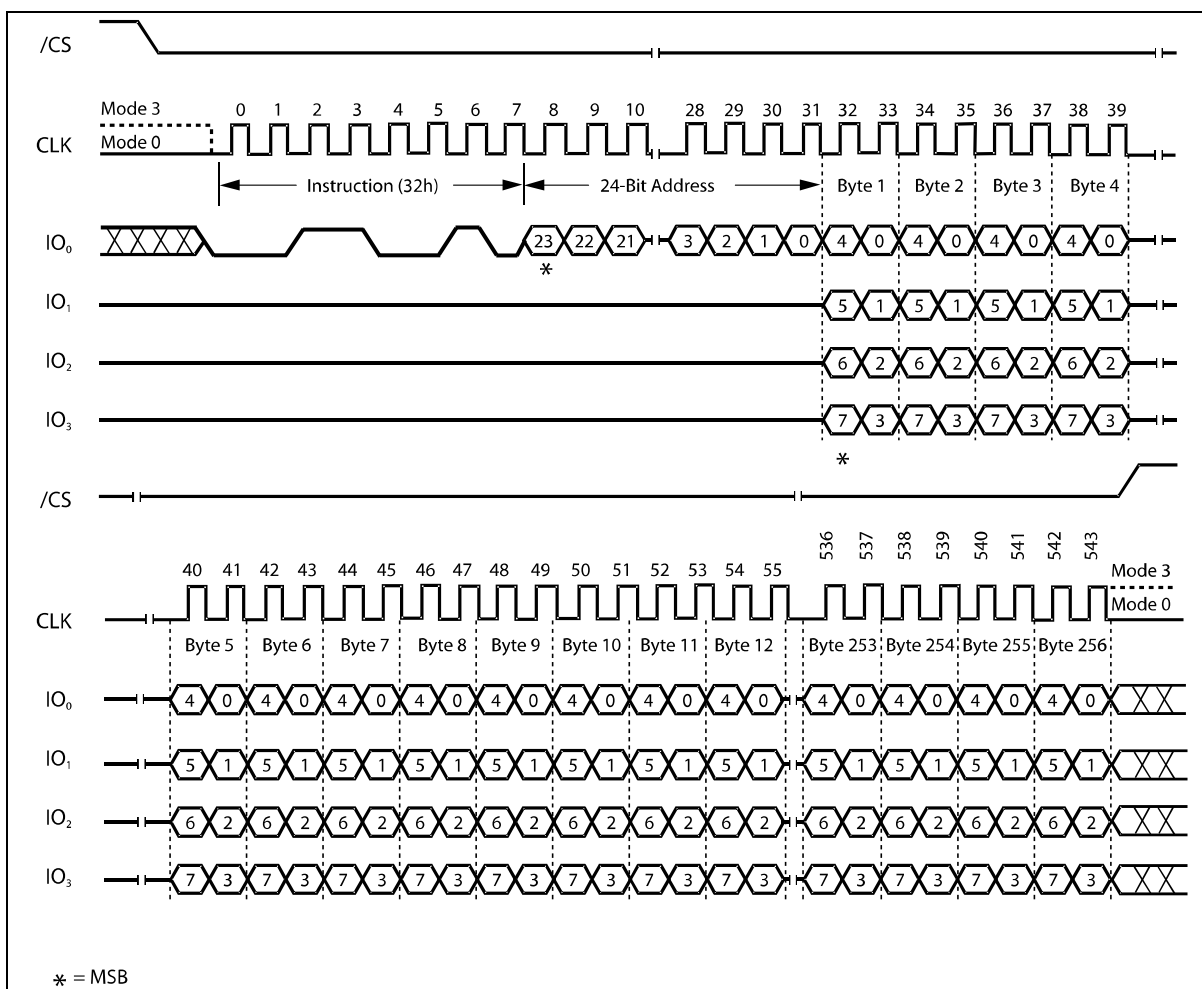 /CS
Mode 3
0 1 2 3 4 5 6 7 8 9 10 28 29 30 31 32 33 34 35 36 37 38 39
CLK
Mode 0
Instruction (32h) 24-Bit Address Byte 1 Byte 2 Byte 3 Byte 4
IO₀ 23 22 21 3 2 1 0 4 0 4 0 4 0 4 0
*
IO₁ 5 1 5 1 5 1 5 1
IO₂ 6 2 6 2 6 2 6 2
IO₃ 7 3 7 3 7 3 7 3
*
/CS
40 41 42 43 44 45 46 47 48 49 50 51 52 53 54 55 536 537 538 539 540 541 542 543
Mode 3
CLK
Mode 0
Byte 5 Byte 6 Byte 7 Byte 8 Byte 9 Byte 10 Byte 11 Byte 12 Byte 253 Byte 254 Byte 255 Byte 256
IO₀ 4 0 4 0 4 0 4 0 4 0 4 0 4 0 4 0 4 0 4 0 4 0 4 0
IO₁ 5 1 5 1 5 1 5 1 5 1 5 1 5 1 5 1 5 1 5 1 5 1 5 1
IO₂ 6 2 6 2 6 2 6 2 6 2 6 2 6 2 6 2 6 2 6 2 6 2 6 2
IO₃ 7 3 7 3 7 3 7 3 7 3 7 3 7 3 7 3 7 3 7 3 7 3 7 3
* = MSB